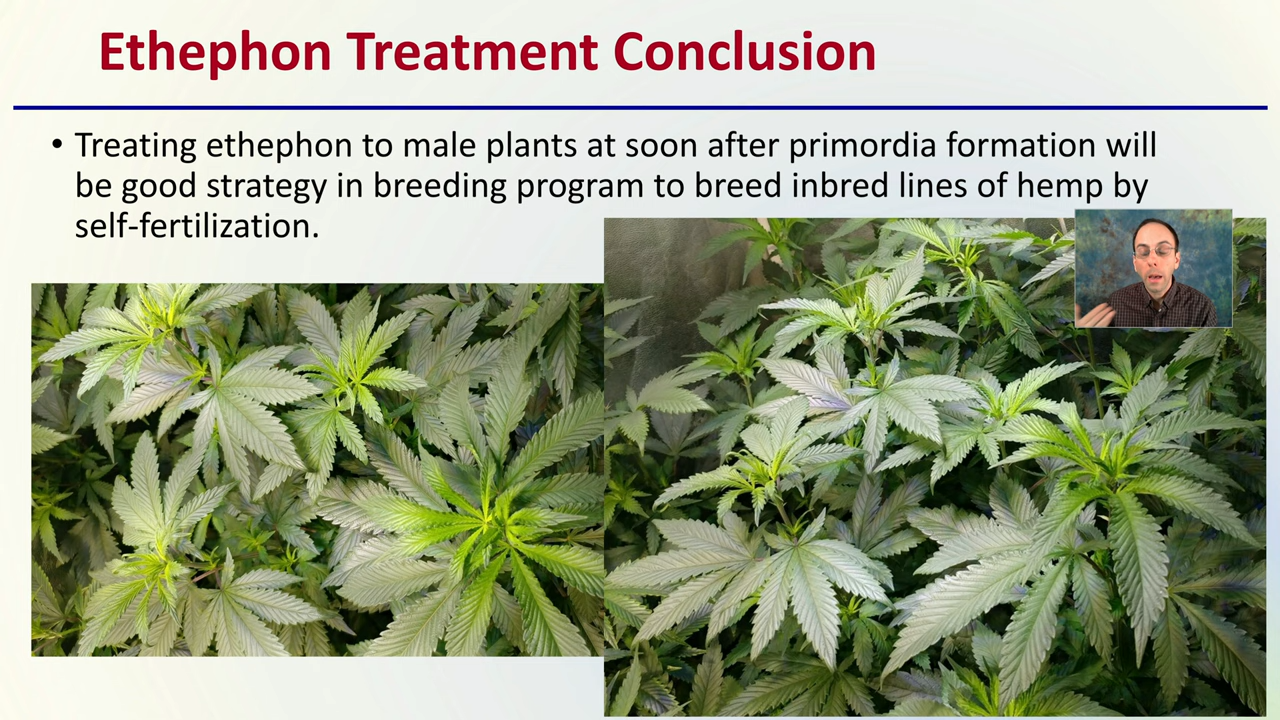 Ethephon Treatment Conclusion
• Treating ethephon to male plants at soon after primordia formation will
be good strategy in breeding program to breed inbred lines of hemp by
self-fertilization.